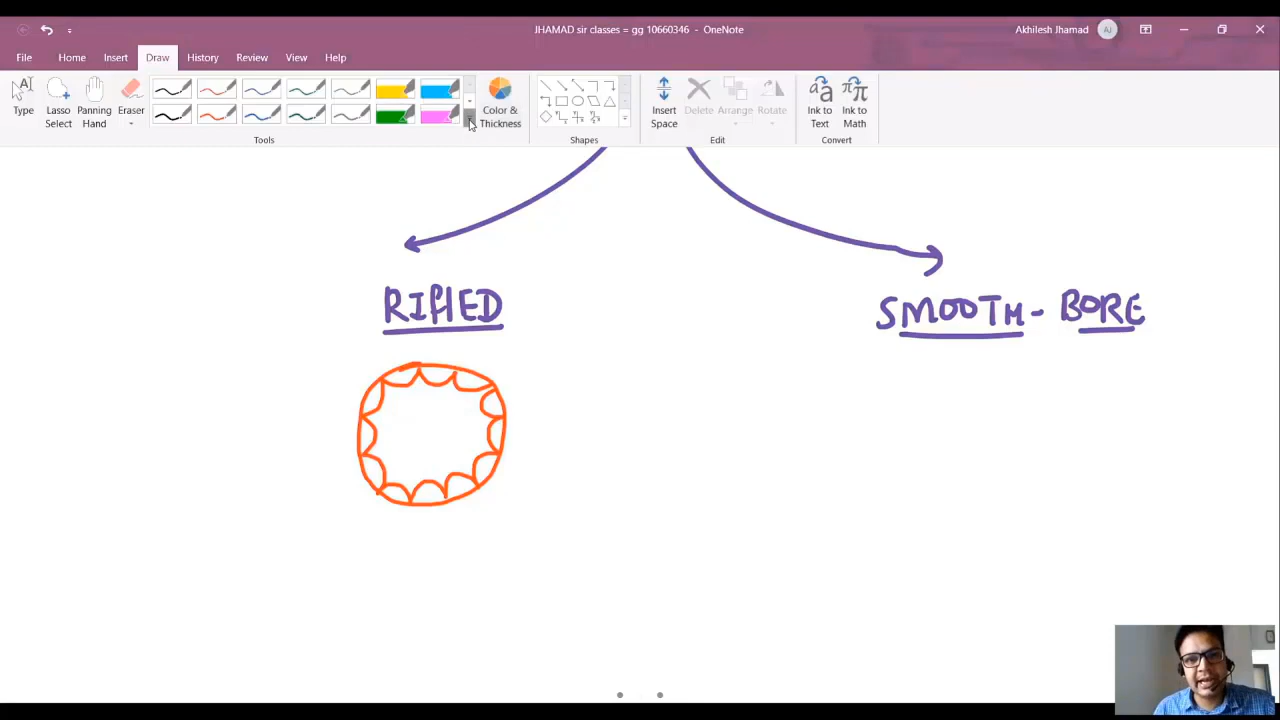 JHAMAD sir classes = gg 10660346 - OneNote
Akhilesh Jhamad AJ
File Home Insert Draw History Review View Help
Type
Lasso Select
Panning Hand
Eraser
Color & Thickness
Insert Space
Delete
Arrange
Rotate
Ink to Text
Ink to Math
Tools
Shapes
Edit
Convert
RIFLED
SMOOTH - BORE